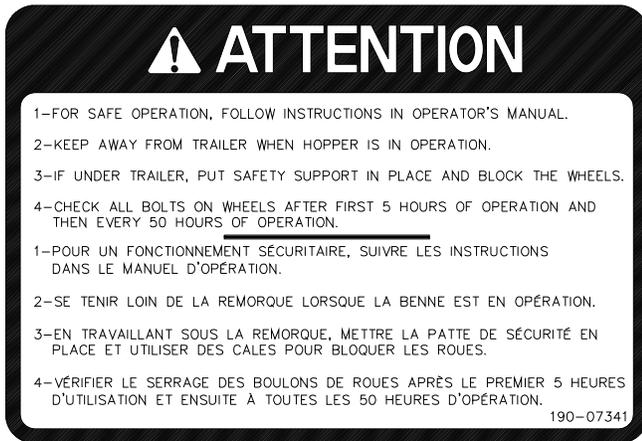 ATTENTION
1-FOR SAFE OPERATION, FOLLOW INSTRUCTIONS IN OPERATOR'S MANUAL.
2-KEEP AWAY FROM TRAILER WHEN HOPPER IS IN OPERATION.
3-IF UNDER TRAILER, PUT SAFETY SUPPORT IN PLACE AND BLOCK THE WHEELS.
4-CHECK ALL BOLTS ON WHEELS AFTER FIRST 5 HOURS OF OPERATION AND
THEN EVERY 50 HOURS OF OPERATION.
1-POUR UN FONCTIONNEMENT SÉCURITAIRE, SUIVRE LES INSTRUCTIONS
DANS LE MANUEL D'OPÉRATION.
2-SE TENIR LOIN DE LA REMORQUE LORSQUE LA BENNE EST EN OPÉRATION.
3-EN TRAVAILLANT SOUS LA REMORQUE, METTRE LA PATTE DE SÉCURITÉ EN
PLACE ET UTILISER DES CALES POUR BLOQUER LES ROUES.
4-VÉRIFIER LE SERRAGE DES BOULONS DE ROUES APRÈS LE PREMIER 5 HEURES
D'UTILISATION ET ENSUITE À TOUTES LES 50 HEURES D'OPÉRATION.
190-07341